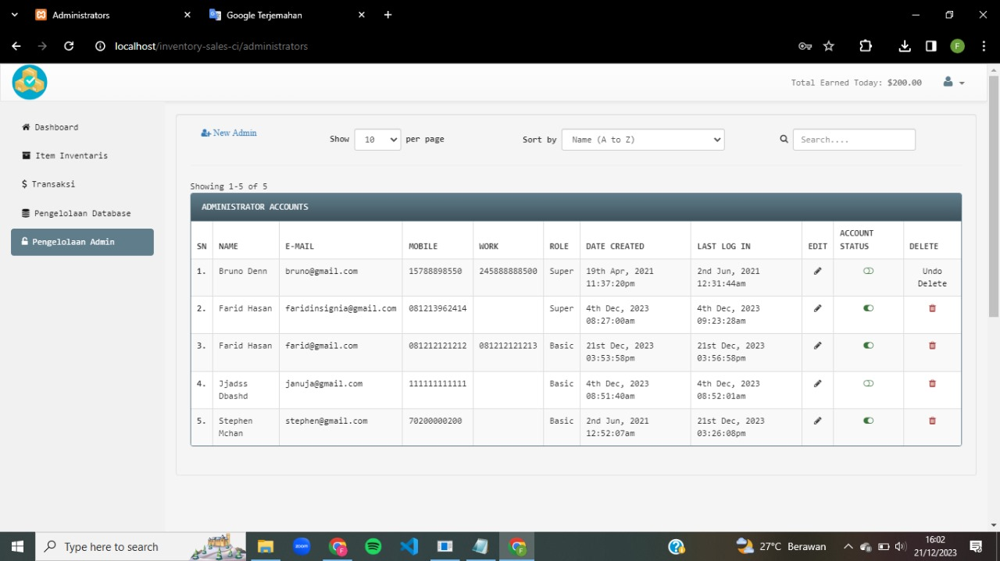 Administrators
Google Terjemahan
localhost/inventory-sales-ci/administrators
F
Total Earned Today: $200.00
Dashboard
Item Inventaris
$ Transaksi
Pengelolaan Database
Pengelolaan Admin
New Admin
Show 10 per page
Sort by Name (A to Z)
Search....
Showing 1-5 of 5
ADMINISTRATOR ACCOUNTS
SN NAME E-MAIL MOBILE WORK ROLE DATE CREATED LAST LOG IN EDIT ACCOUNT STATUS DELETE
1. Bruno Denn bruno@gmail.com 15788898550 245888888500 Super 19th Apr, 2021 11:37:20pm 2nd Jun, 2021 12:31:44am Undo Delete
2. Farid Hasan faridinsignia@gmail.com 081213962414 Super 4th Dec, 2023 08:27:00am 4th Dec, 2023 09:23:28am
3. Farid Hasan farid@gmail.com 081212121212 081212121213 Basic 21st Dec, 2023 03:53:58pm 21st Dec, 2023 03:56:58pm
4. Jjadss Dbashd januja@gmail.com 111111111111 Basic 4th Dec, 2023 08:51:40am 4th Dec, 2023 08:52:01am
5. Stephen Mchan stephen@gmail.com 70200000200 Basic 2nd Jun, 2021 12:52:07am 21st Dec, 2023 03:26:08pm
Type here to search
zoom
F
F
27°C Berawan
16:02
21/12/2023